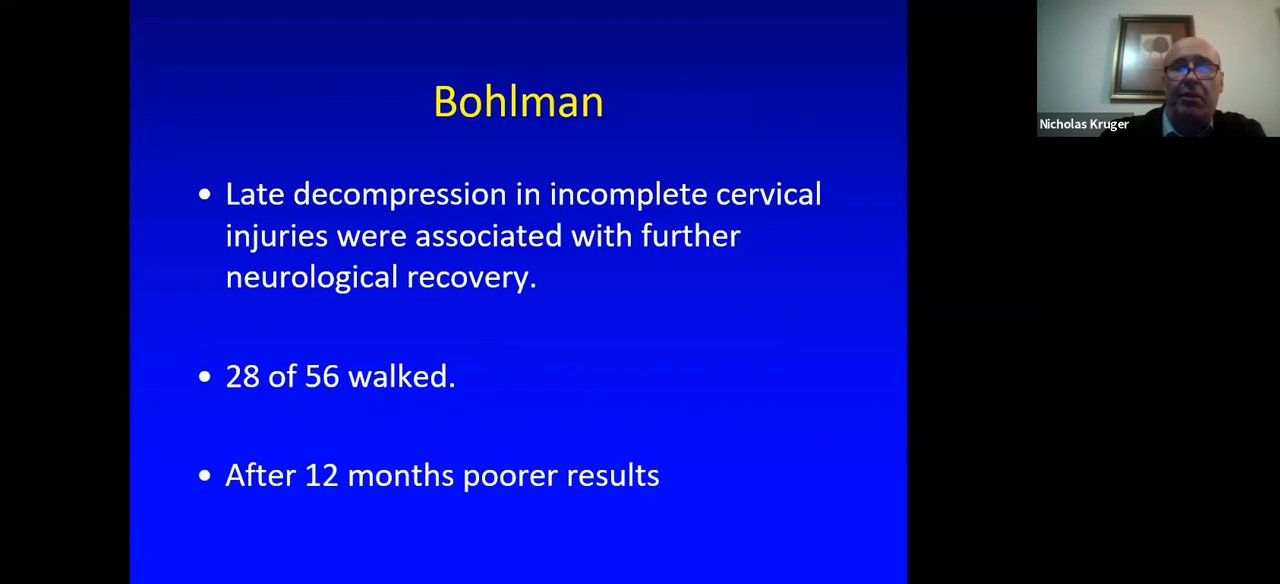 Bohlman
• Late decompression in incomplete cervical
injuries were associated with further
neurological recovery.
• 28 of 56 walked.
• After 12 months poorer results
Nicholas Kruger